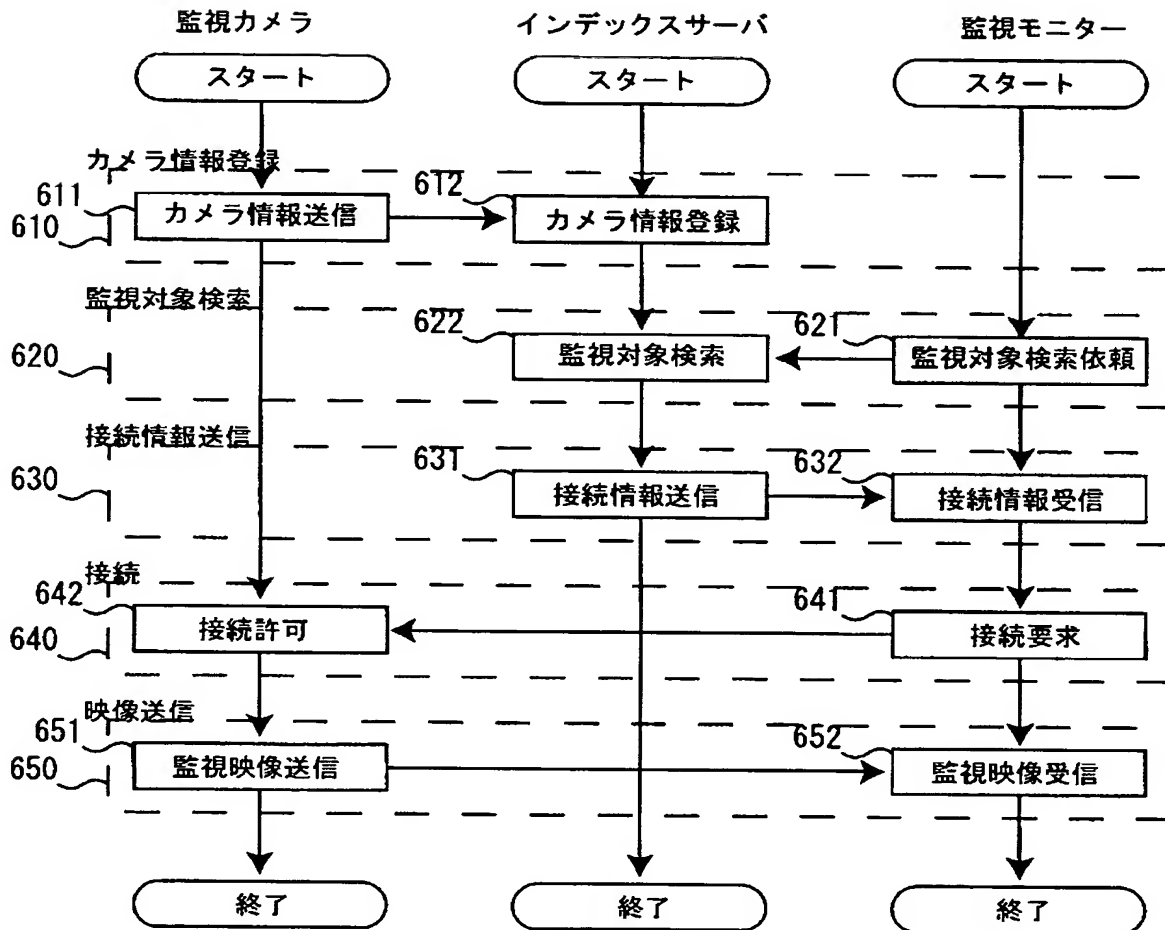 監視カメラ
インデックスサーバ
監視モニター
スタート
スタート
スタート
カメラ情報登録
611
カメラ情報送信
612
カメラ情報登録
610
監視対象検索
622
監視対象検索
621
監視対象検索依頼
620
接続情報送信
631
接続情報送信
632
接続情報受信
630
接続
642
接続許可
641
接続要求
640
映像送信
651
監視映像送信
652
監視映像受信
650
終了
終了
終了